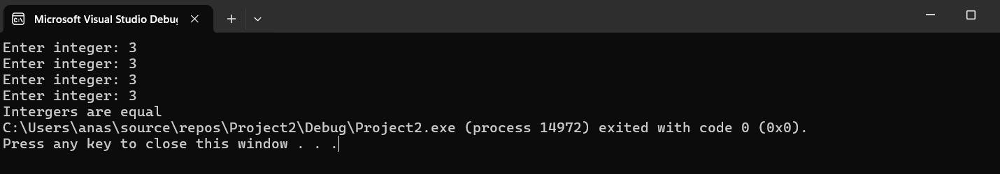 Microsoft Visual Studio Debu
Enter integer: 3
Enter integer: 3
Enter integer: 3
Enter integer: 3
Intergers are equal
C:\Users\anas\source\repos\Project2\Debug\Project2.exe (process 14972) exited with code 0 (0x0).
Press any key to close this window . . .